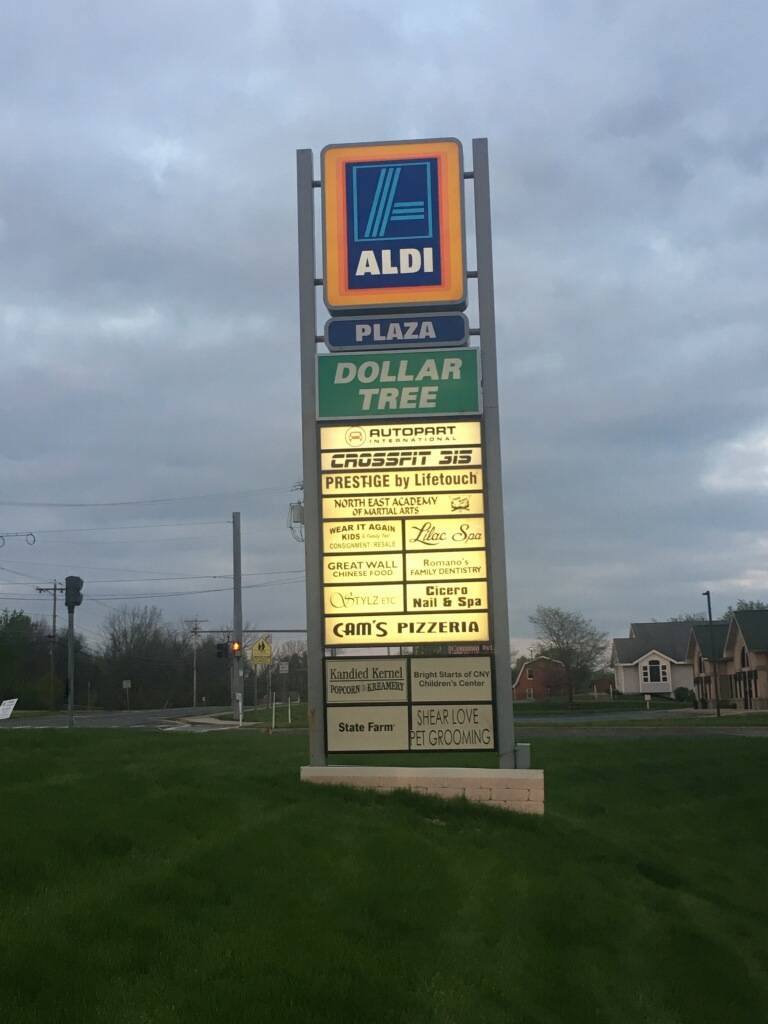 ALDI
PLAZA
DOLLAR
TREE
AUTOPART
INTERNATIONAL
CROSSFIT 315
PRESTIGE by Lifetouch
NORTH EAST ACADEMY
OF MARTIAL ARTS
WEAR IT AGAIN
KIDS & Family Too!
CONSIGNMENT - RESALE
Lilac Spa
GREAT WALL
CHINESE FOOD
Romano's
FAMILY DENTISTRY
STYLZ ETC
Cicero
Nail & Spa
CAM'S PIZZERIA
Kandied Kernel
POPCORN & KREAMERY
Bright Starts of CNY
Children's Center
State Farm
SHEAR LOVE
PET GROOMING